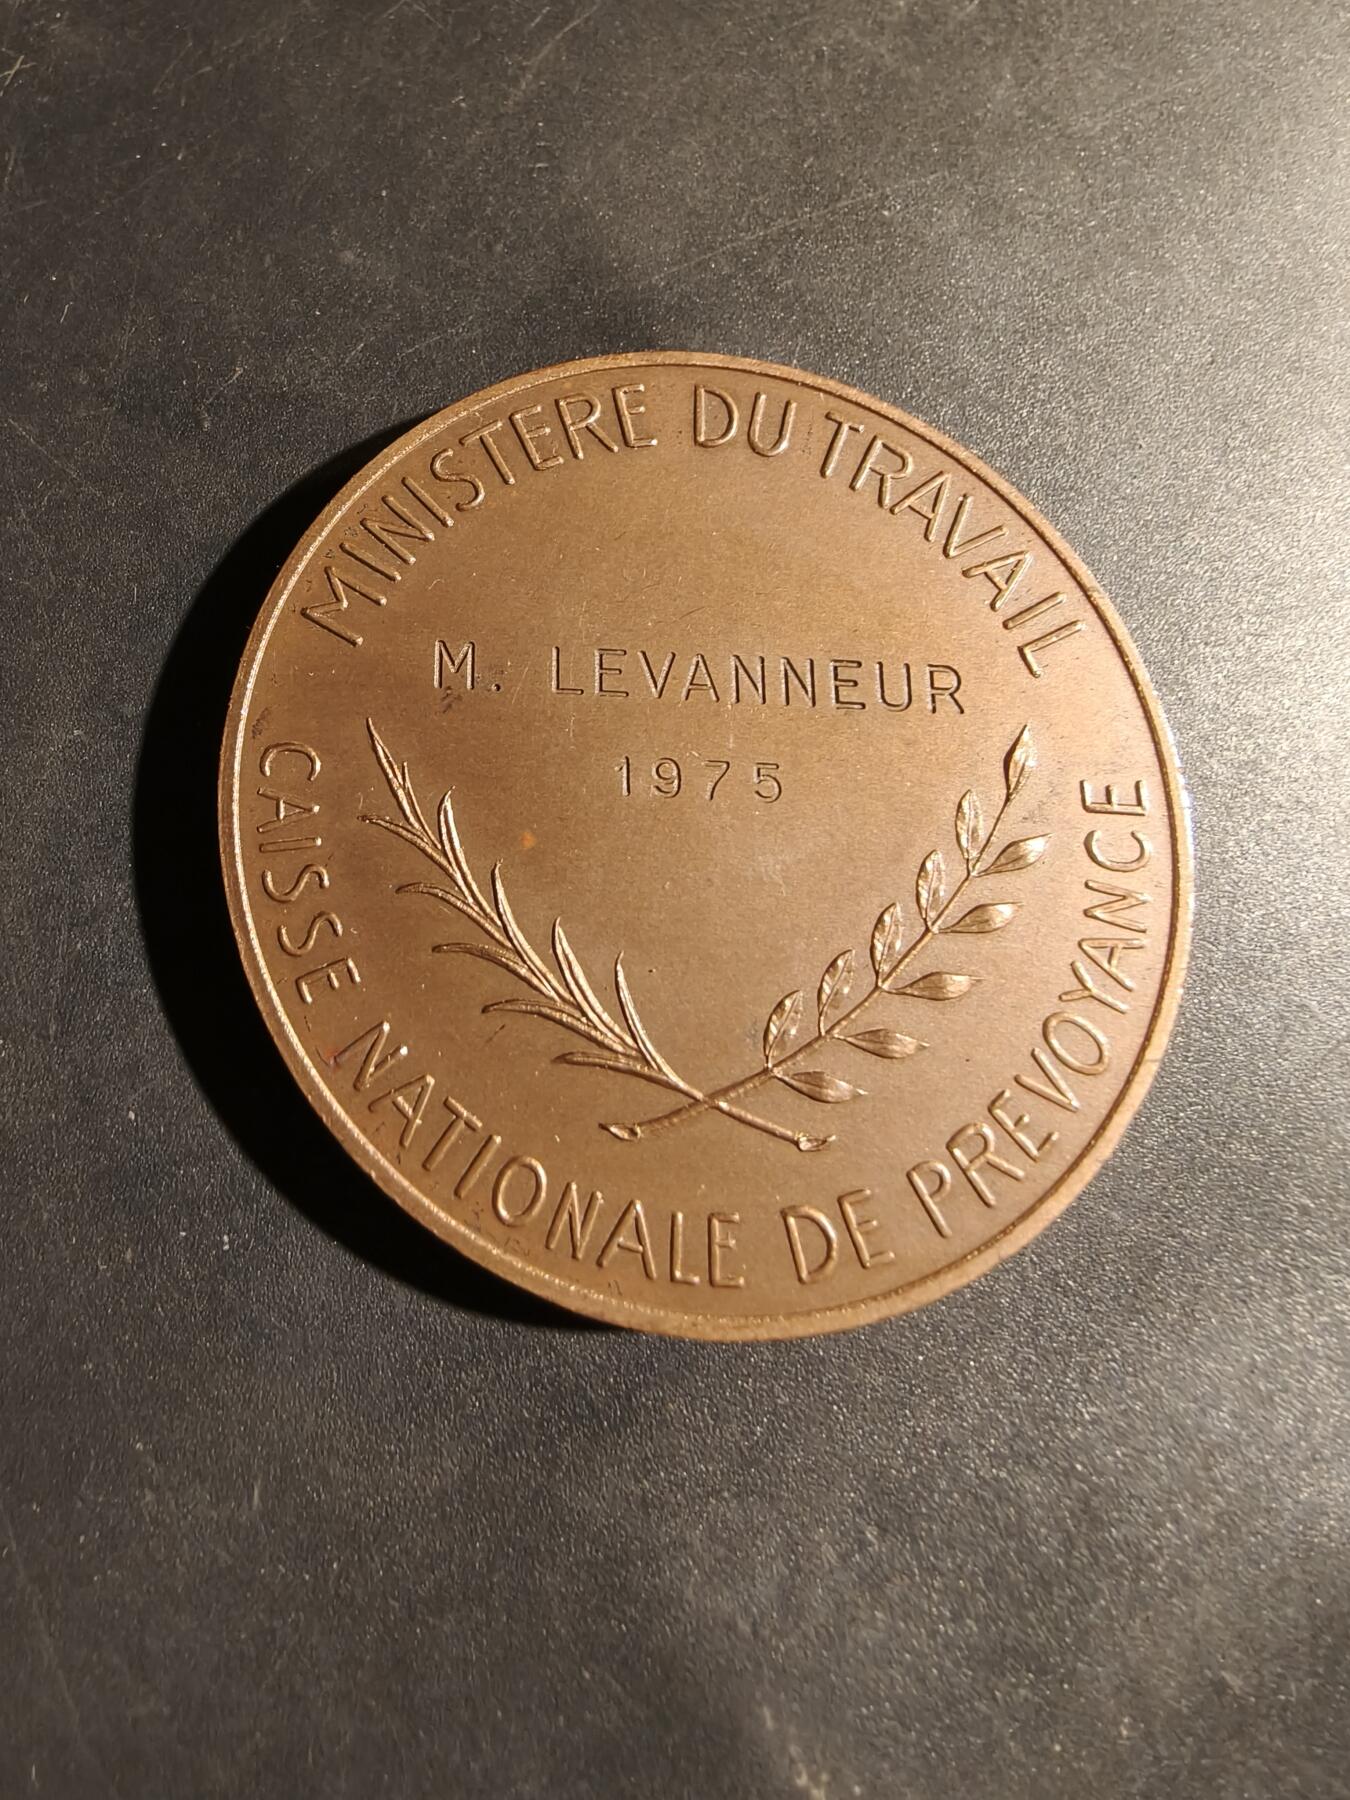 MINISTERE DU TRAVAIL
M. LEVANNEUR
1975
CAISSE NATIONALE DE PREVOYANCE